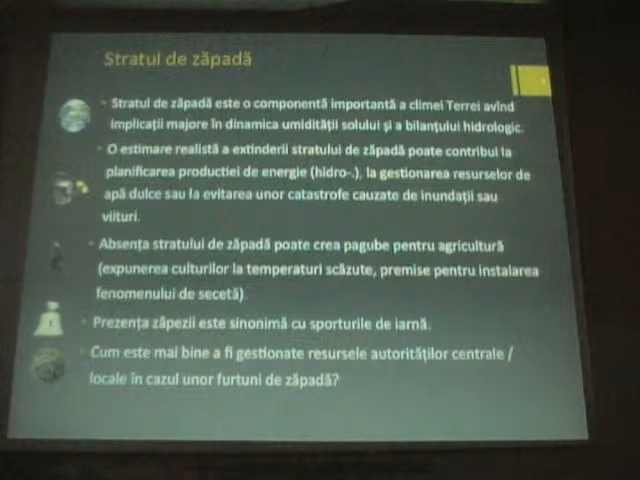 Stratul de zăpadă
Stratul de zăpadă este o componentă importantă a climei Terrei având
implicații majore în dinamica umidității solului și a bilanțului hidrologic.
O estimare realistă a extinderii stratului de zăpadă poate contribui la
planificarea productiei de energie (hidro-.), la gestionarea resurselor de
apă dulce sau la evitarea unor catastrofe cauzate de inundații sau
viituri.
Absența stratului de zăpadă poate crea pagube pentru agricultură
(expunerea culturilor la temperaturi scăzute, premise pentru instalarea
fenomenului de secetă).
Prezența zăpezii este sinonimă cu sporturile de iarnă.
Cum este mai bine a fi gestionate resursele autorităților centrale /
locale în cazul unor furtuni de zăpadă?